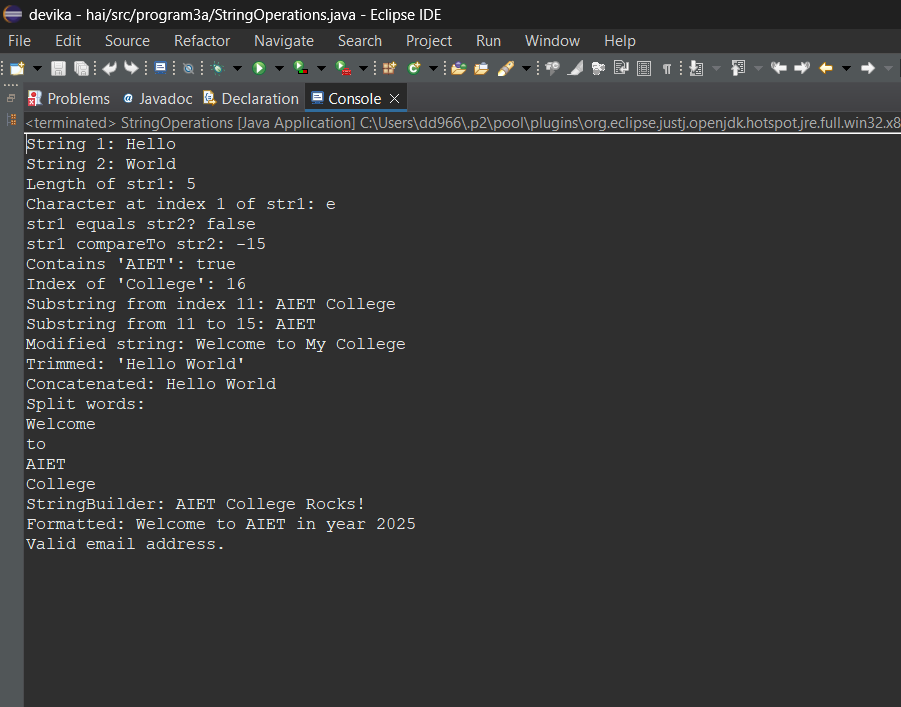 devika - hai/src/program3a/StringOperations.java - Eclipse IDE
File Edit Source Refactor Navigate Search Project Run Window Help
Problems Javadoc Declaration Console
<terminated> StringOperations [Java Application] C:\Users\dd966\.p2\pool\plugins\org.eclipse.justj.openjdk.hotspot.jre.full.win32.x8
String 1: Hello
String 2: World
Length of str1: 5
Character at index 1 of str1: e
str1 equals str2? false
str1 compareTo str2: -15
Contains 'AIET': true
Index of 'College': 16
Substring from index 11: AIET College
Substring from 11 to 15: AIET
Modified string: Welcome to My College
Trimmed: 'Hello World'
Concatenated: Hello World
Split words:
Welcome
to
AIET
College
StringBuilder: AIET College Rocks!
Formatted: Welcome to AIET in year 2025
Valid email address.